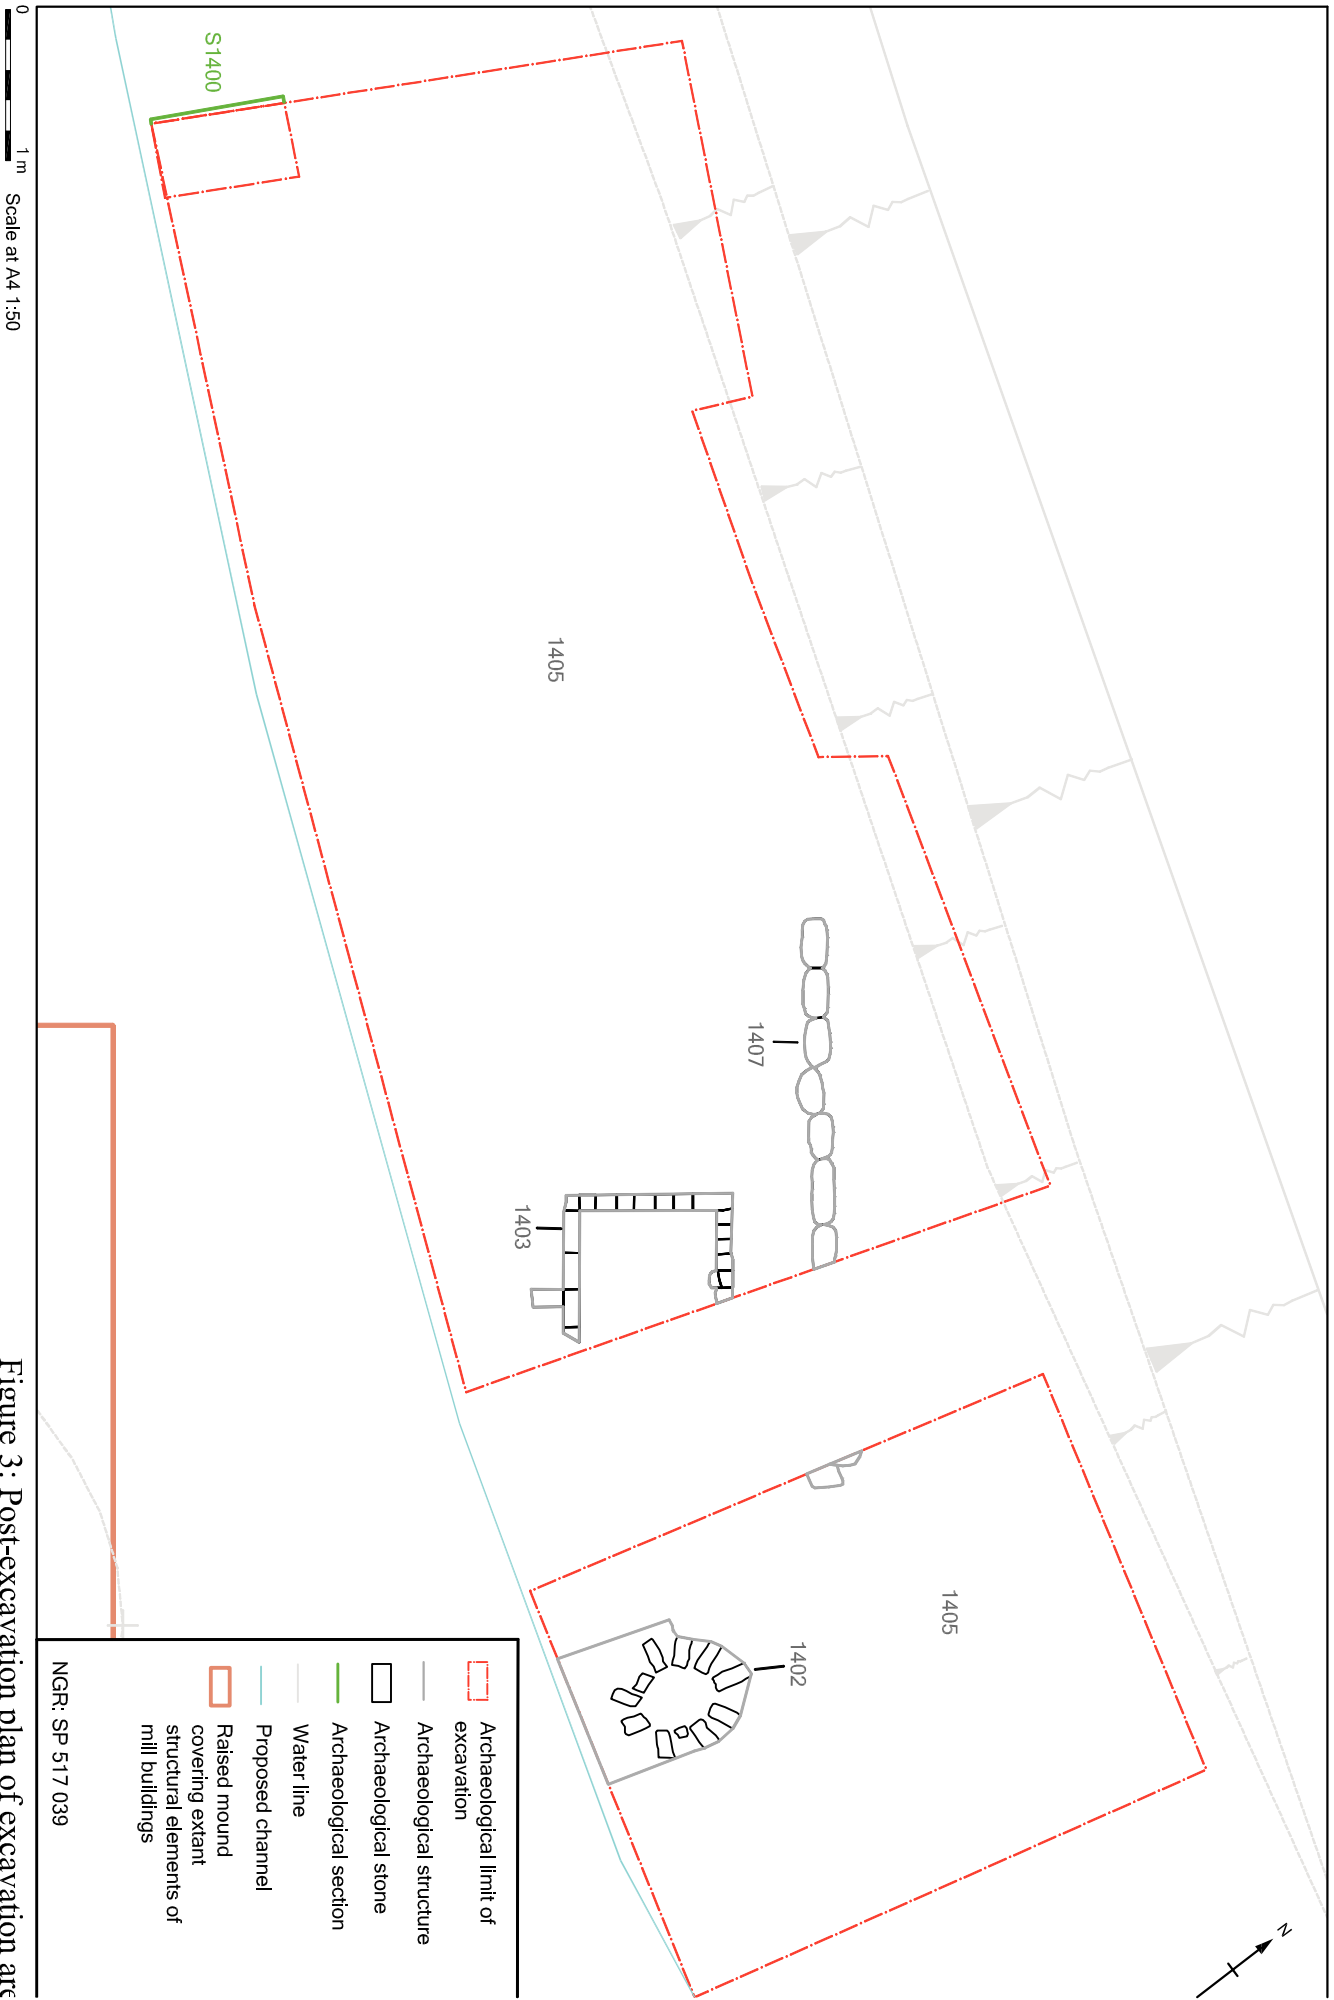 S1400
1405
1407
1403
1405
1402
N
Archaeological limit of
excavation
Archaeological structure
Archaeological stone
Archaeological section
Water line
Proposed channel
Raised mound
covering extant
structural elements of
mill buildings
NGR: SP 517 039
0 1 m Scale at A4 1:50
Figure 3: Post-excavation plan of excavation are